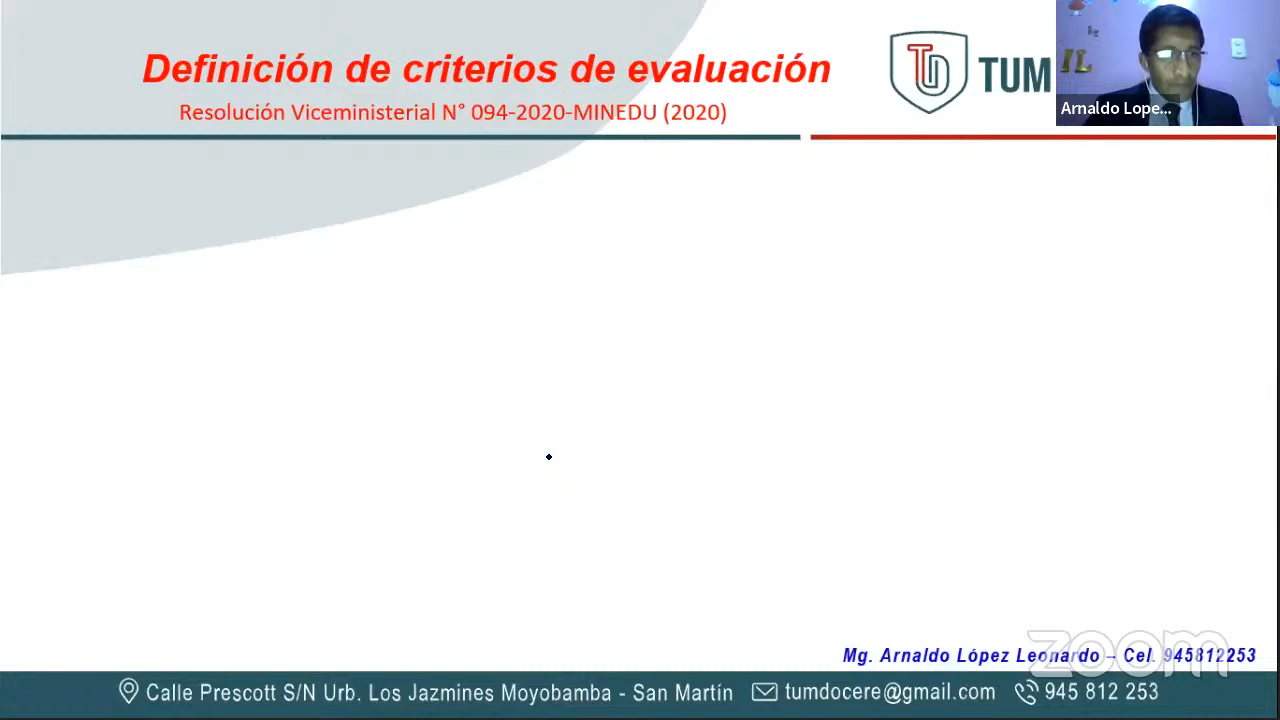 Definición de criterios de evaluación
Resolución Viceministerial N° 094-2020-MINEDU (2020)
TUM
IL
Arnaldo Lope...
Mg. Arnaldo López Leonardo – Cel. 945812253
zoom
Calle Prescott S/N Urb. Los Jazmines Moyobamba - San Martín tumdocere@gmail.com 945 812 253